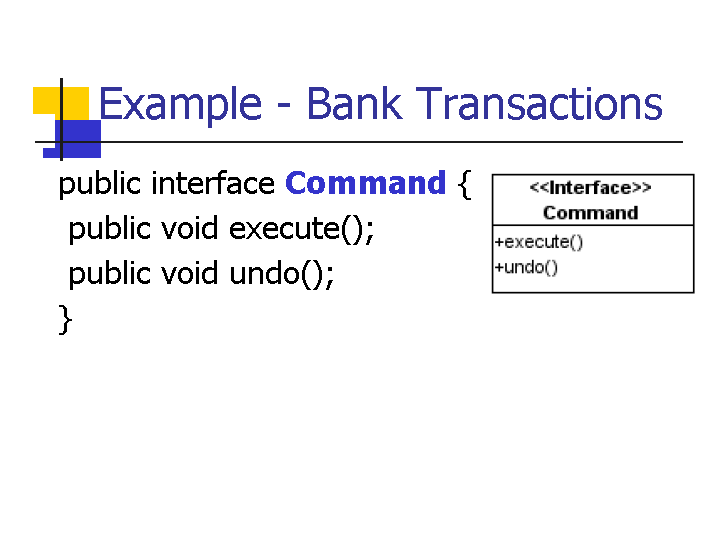 Example - Bank Transactions
public interface Command {
public void execute();
public void undo();
}
<<Interface>>
Command
+execute()
+undo()